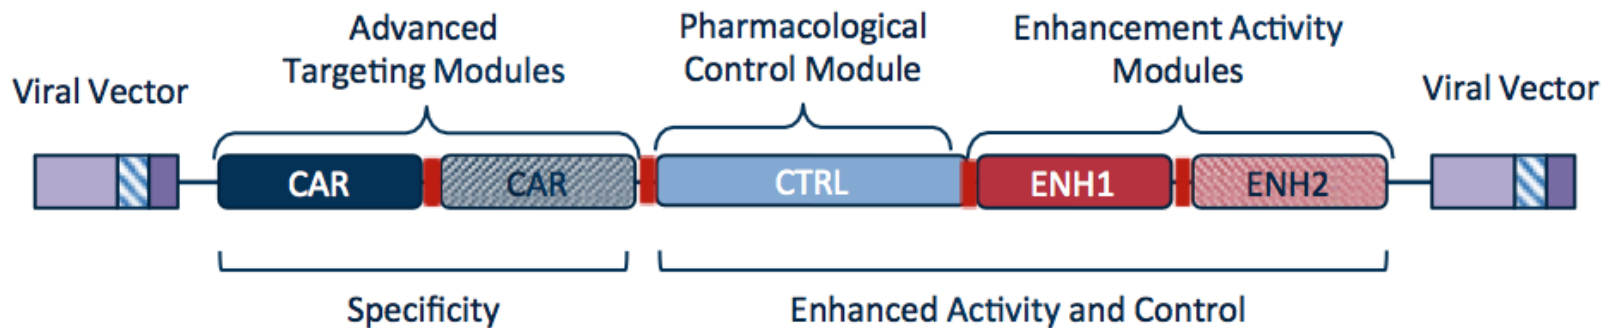 Advanced
Targeting Modules
Pharmacological
Control Module
Enhancement Activity
Modules
Viral Vector
Viral Vector
CAR
CAR
CTRL
ENH1
ENH2
Specificity
Enhanced Activity and Control